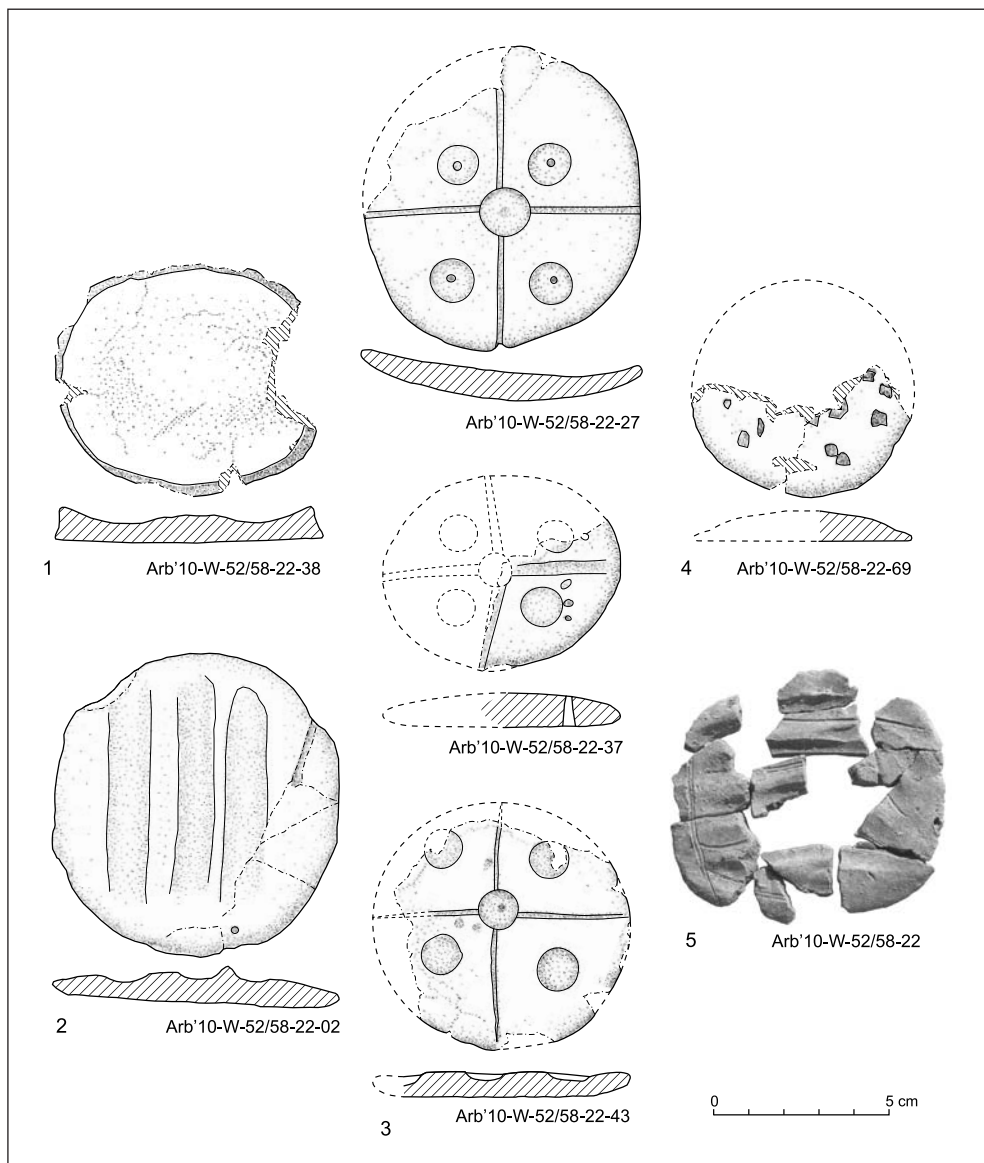 Arb'10-W-52/58-22-27
1 Arb'10-W-52/58-22-38
4 Arb'10-W-52/58-22-69
Arb'10-W-52/58-22-37
2 Arb'10-W-52/58-22-02
5 Arb'10-W-52/58-22
0 5 cm
3 Arb'10-W-52/58-22-43